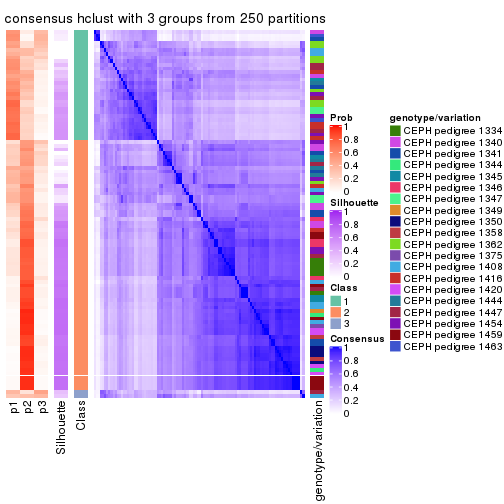 consensus hclust with 3 groups from 250 partitions
Prob
1
0.8
0.6
0.4
0.2
0
Silhouette
1
0.8
0.6
0.4
0.2
0
Class
1
2
3
Consensus
1
0.8
0.6
0.4
0.2
0
genotype/variation
CEPH pedigree 1334
CEPH pedigree 1340
CEPH pedigree 1341
CEPH pedigree 1344
CEPH pedigree 1345
CEPH pedigree 1346
CEPH pedigree 1347
CEPH pedigree 1349
CEPH pedigree 1350
CEPH pedigree 1358
CEPH pedigree 1362
CEPH pedigree 1375
CEPH pedigree 1408
CEPH pedigree 1416
CEPH pedigree 1420
CEPH pedigree 1444
CEPH pedigree 1447
CEPH pedigree 1454
CEPH pedigree 1459
CEPH pedigree 1463
p1
p2
p3
Silhouette
Class
genotype/variation